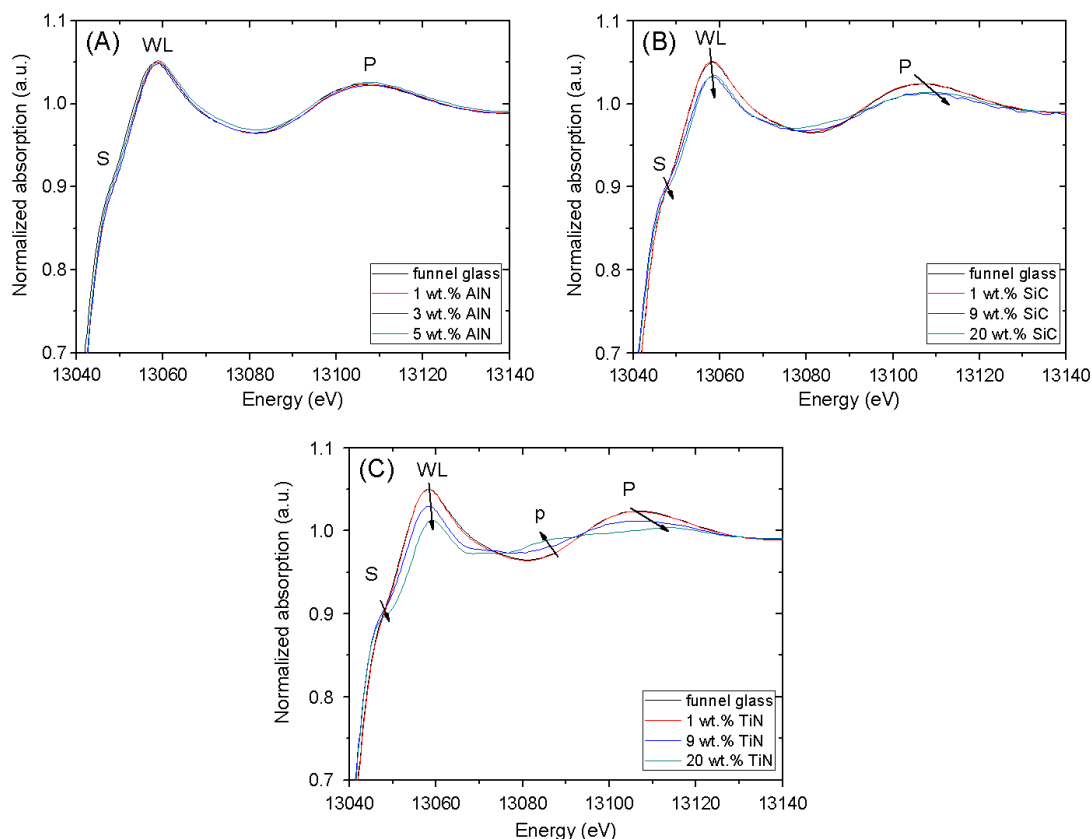 (A)
WL
P
S
Normalized absorption (a.u.)
1.1
1.0
0.9
0.8
0.7
funnel glass
1 wt.% AlN
3 wt.% AlN
5 wt.% AlN
13040 13060 13080 13100 13120 13140
Energy (eV)
(B)
WL
P
S
Normalized absorption (a.u.)
1.1
1.0
0.9
0.8
0.7
funnel glass
1 wt.% SiC
9 wt.% SiC
20 wt.% SiC
13040 13060 13080 13100 13120 13140
Energy (eV)
(C)
WL
p
P
S
Normalized absorption (a.u.)
1.1
1.0
0.9
0.8
0.7
funnel glass
1 wt.% TiN
9 wt.% TiN
20 wt.% TiN
13040 13060 13080 13100 13120 13140
Energy (eV)